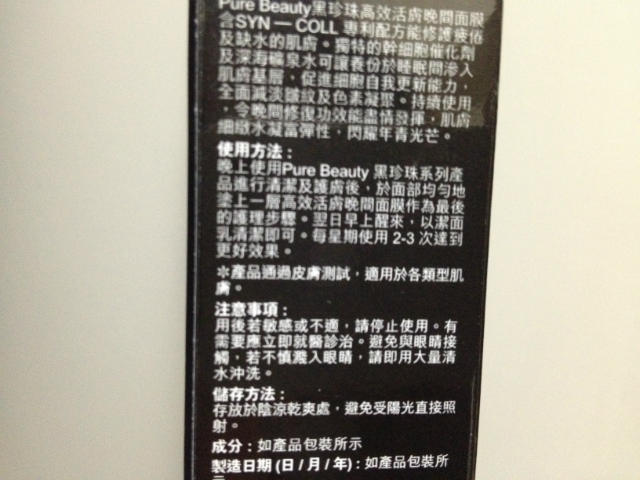 Pure Beauty黑珍珠高效活膚晚間面膜
含SYN — COLL 專利配方能修護疲倦
及缺水的肌膚。獨特的幹細胞催化劑
及深海礦泉水可讓養份於睡眠間滲入
肌膚基層，促進細胞自我更新能力，
全面減淡皺紋及色素凝聚。持續使用
，令晚間修復功效能盡情發揮，肌膚
細緻水凝富彈性，閃耀年青光芒。
使用方法：
晚上使用Pure Beauty 黑珍珠系列產
品進行清潔及護膚後，於面部均勻地
塗上一層高效活膚晚間面膜作為最後
的護理步驟。翌日早上醒來，以潔面
乳清潔即可。每星期使用 2-3 次達到
更好效果。
＊產品通過皮膚測試，適用於各類型肌
膚。
注意事項：
用後若敏感或不適，請停止使用。有
需要應立即就醫診治。避免與眼睛接
觸，若不慎濺入眼睛，請即用大量清
水沖洗。
儲存方法：
存放於陰涼乾爽處，避免受陽光直接照
射。
成分：如產品包裝所示
製造日期 (日 / 月 / 年)：如產品包裝所
示